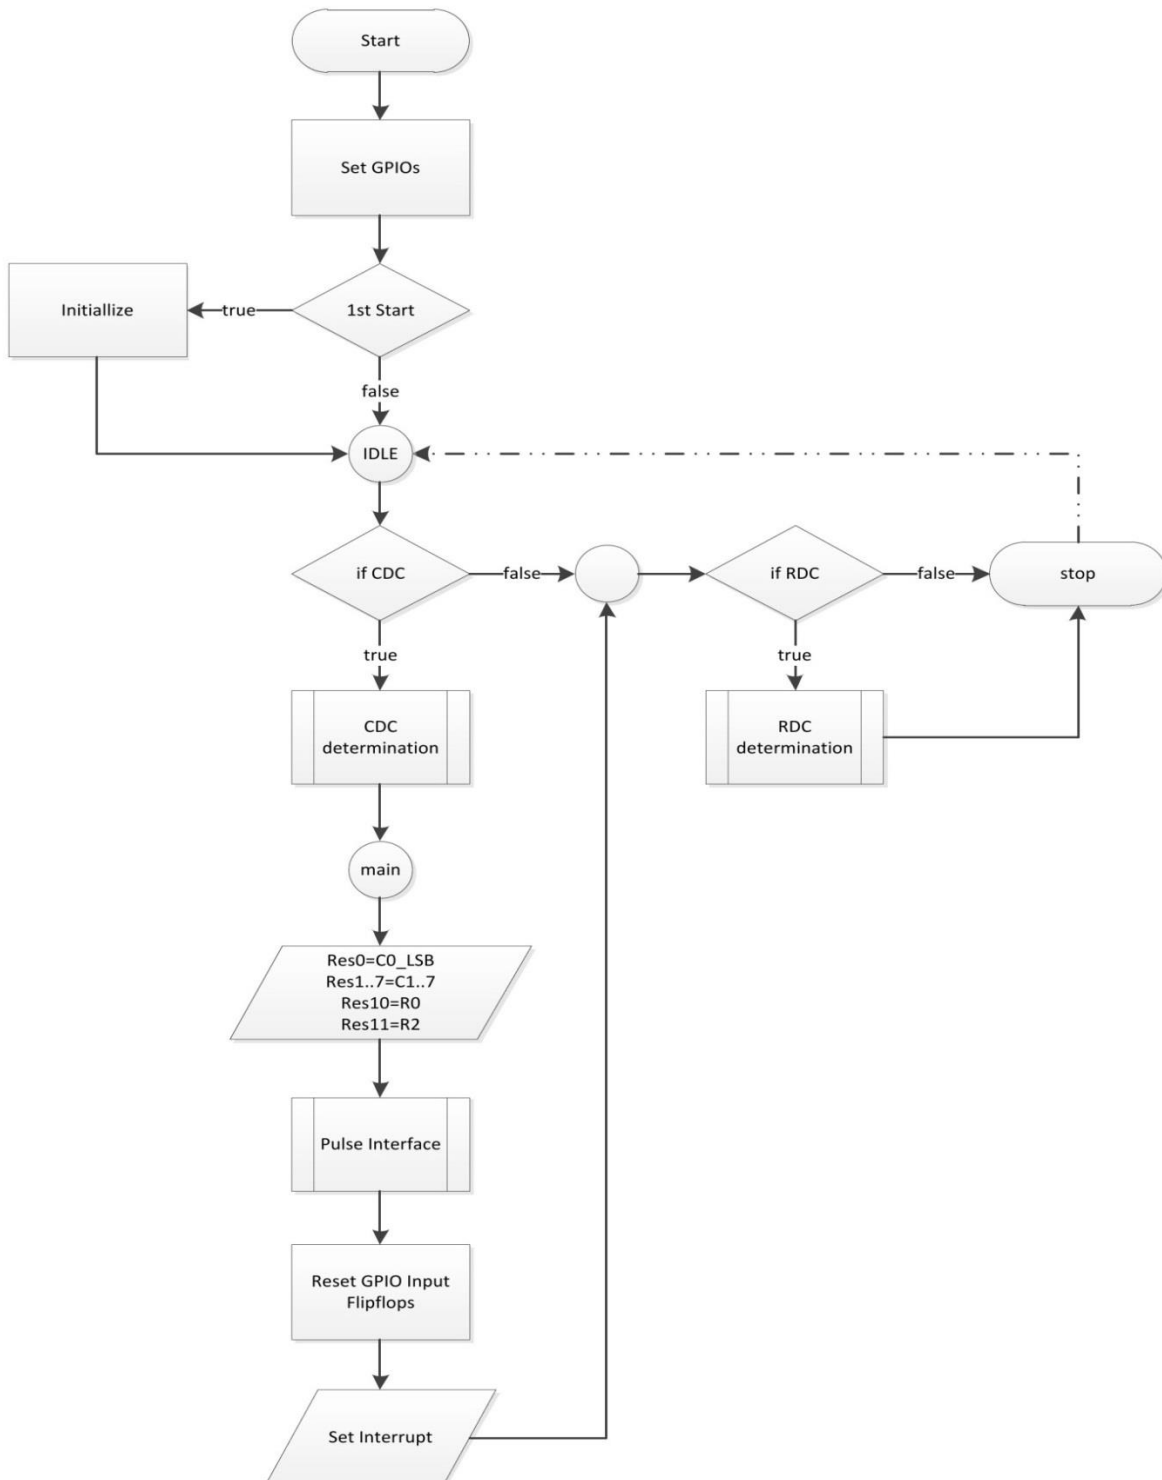 Start
Set GPIOs
1st Start
true
Initiallize
false
IDLE
if CDC
false
if RDC
false
stop
true
true
CDC
determination
RDC
determination
main
Res0=C0_LSB
Res1..7=C1..7
Res10=R0
Res11=R2
Pulse Interface
Reset GPIO Input
Flipflops
Set Interrupt